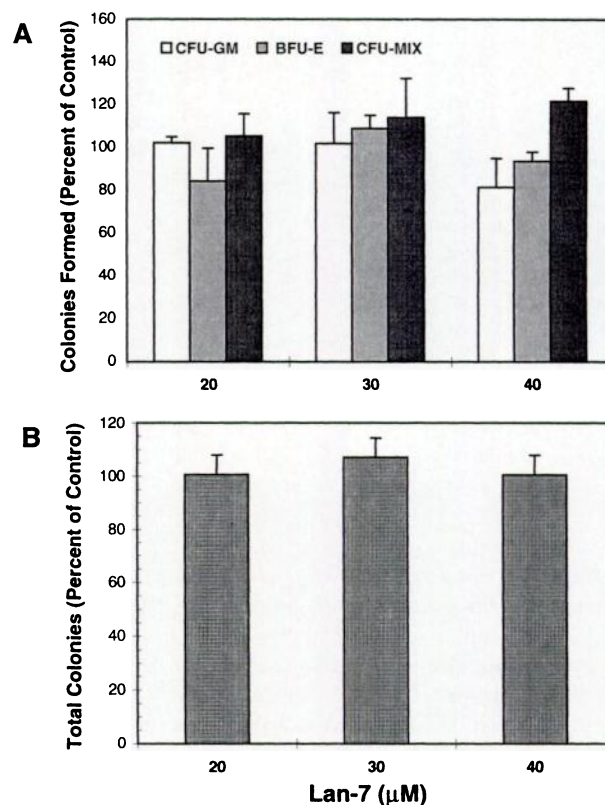 A
Colonies Formed (Percent of Control)
160
140
120
100
80
60
40
20
0
CFU-GM BFU-E CFU-MIX
20 30 40
B
Total Colonies (Percent of Control)
120
100
80
60
40
20
0
20 30 40
Lan-7 (μM)